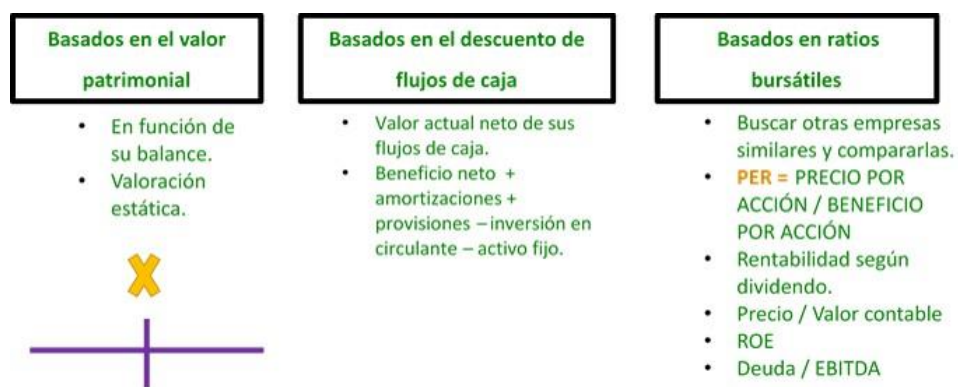 Basados en el valor
patrimonial
• En función de
su balance.
• Valoración
estática.
Basados en el descuento de
flujos de caja
• Valor actual neto de sus
flujos de caja.
• Beneficio neto +
amortizaciones +
provisiones – inversión en
circulante – activo fijo.
Basados en ratios
bursátiles
• Buscar otras empresas
similares y compararlas.
• PER = PRECIO POR
ACCIÓN / BENEFICIO
POR ACCIÓN
• Rentabilidad según
dividendo.
• Precio / Valor contable
• ROE
• Deuda / EBITDA